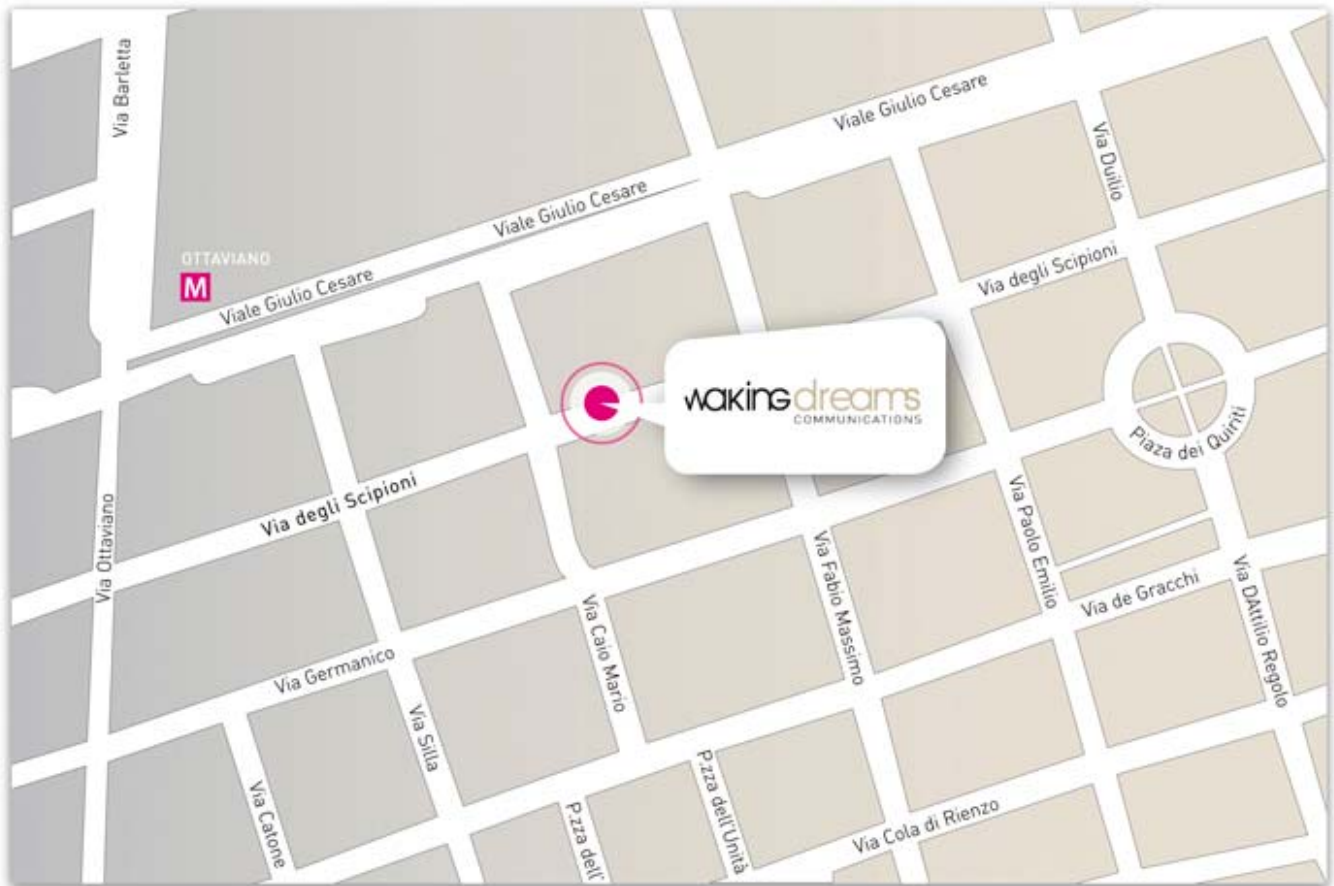 Via Barletta
Viale Giulio Cesare
Via Duilio
Viale Giulio Cesare
OTTAVIANO
M
Viale Giulio Cesare
Via degli Scipioni
waking dreams
COMMUNICATIONS
Piaza dei Quiriti
Via degli Scipioni
Via Ottaviano
Via Paolo Emilio
Via Fabio Massimo
Via de Gracchi
Via DAttilio Regolo
Via Caio Mario
Via Germanico
Via Silla
Via Catone
P.zza dell'
P.zza dell'Unità
Via Cola di Rienzo